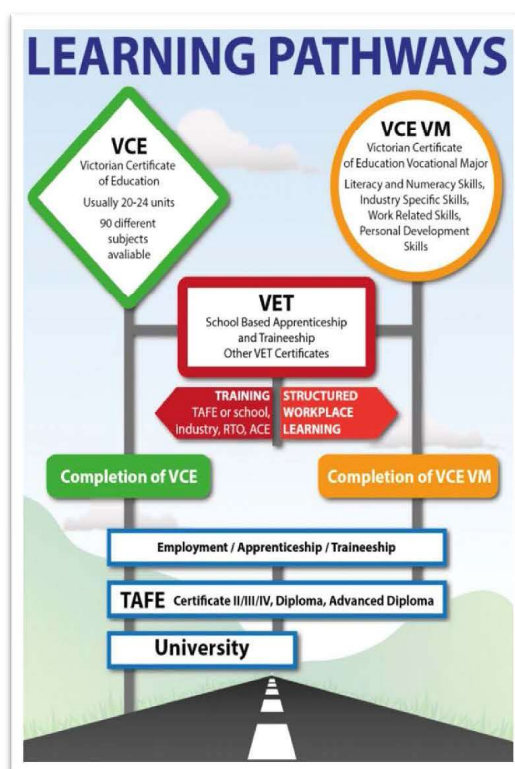 LEARNING PATHWAYS
VCE
Victorian Certificate
of Education
Usually 20-24 units
90 different
subjects
avaliable
VCE VM
Victorian Certificate
of Education Vocational Major
Literacy and Numeracy Skills,
Industry Specific Skills,
Work Related Skills,
Personal Development
Skills
VET
School Based Apprenticeship
and Traineeship
Other VET Certificates
TRAINING
TAFE or school,
industry, RTO, ACE
STRUCTURED
WORKPLACE
LEARNING
Completion of VCE
Completion of VCE VM
Employment / Apprenticeship / Traineeship
TAFE Certificate II/III/IV, Diploma, Advanced Diploma
University